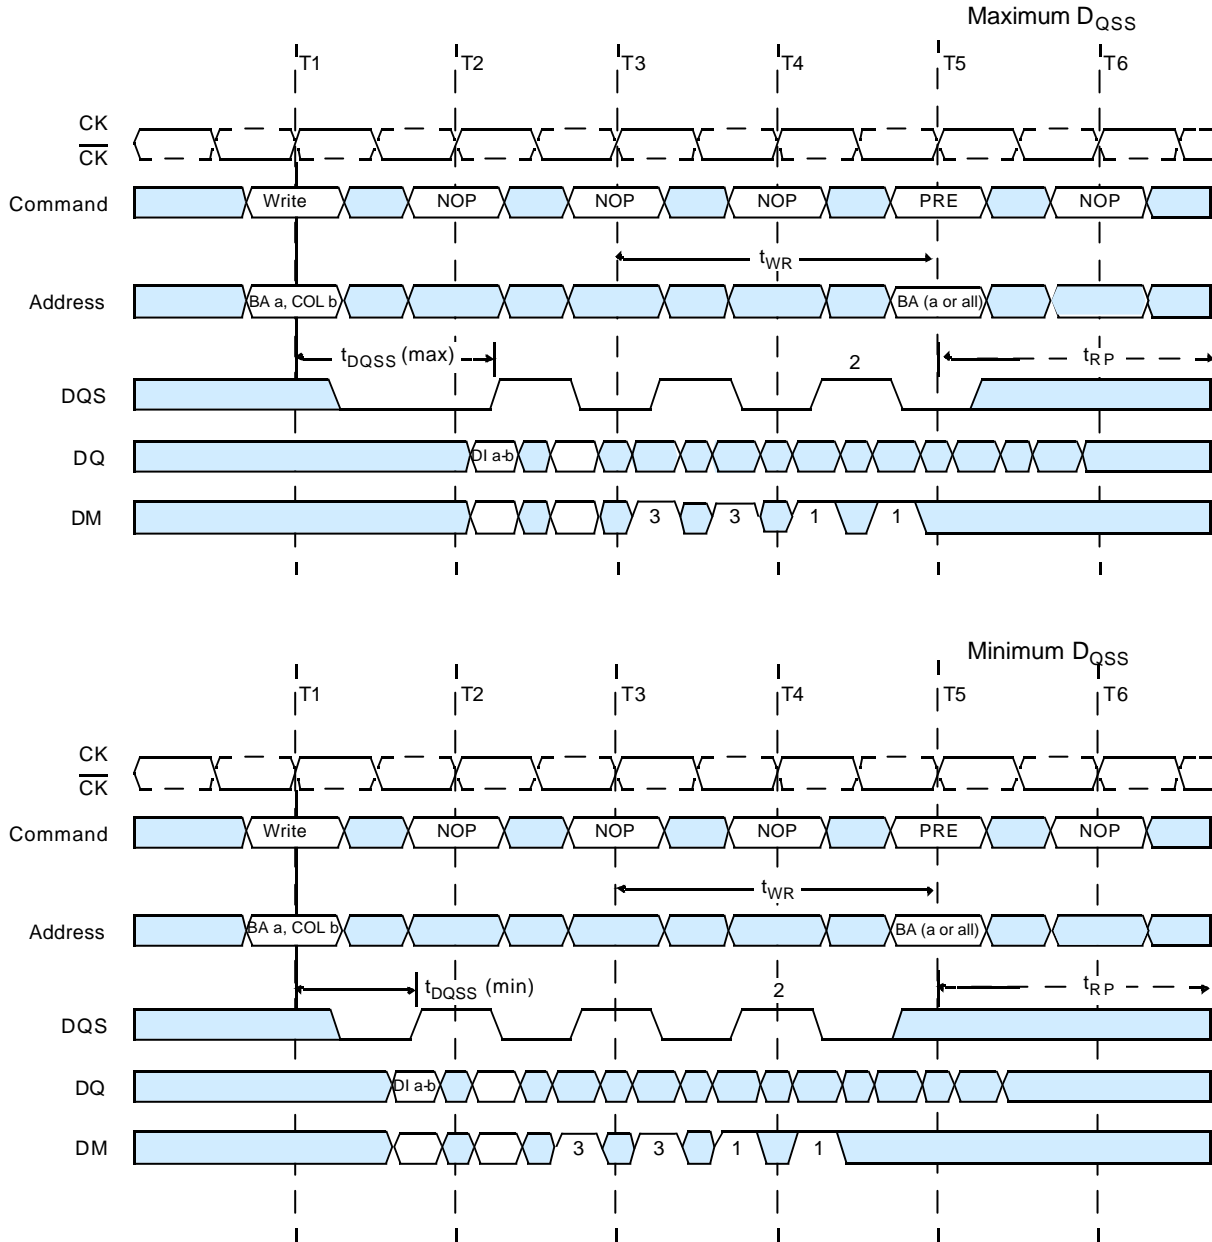 Maximum DQSS
T1 T2 T3 T4 T5 T6
CK
CK
Command Write NOP NOP NOP PRE NOP
tWR
Address BA a, COL b BA (a or all)
tDQSS (max) 2 tRP
DQS
DQ DI a-b
DM 3 3 1 1
Minimum DQSS
T1 T2 T3 T4 T5 T6
CK
CK
Command Write NOP NOP NOP PRE NOP
tWR
Address BA a, COL b BA (a or all)
tDQSS (min) 2 tRP
DQS
DQ DI a-b
DM 3 3 1 1